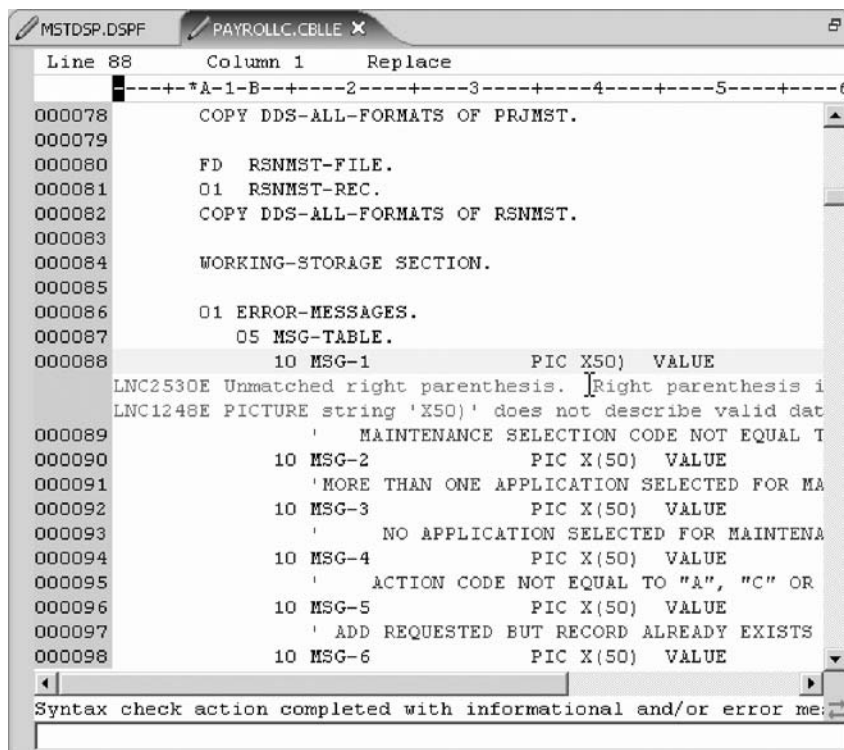 MSTDSP.DSPF PAYROLLC.CBLLE
Line 88 Column 1 Replace
----+-*A-1-B--+----2----+----3----+----4----+----5----+----6
000078 COPY DDS-ALL-FORMATS OF PRJMST.
000079
000080 FD RSNMST-FILE.
000081 01 RSNMST-REC.
000082 COPY DDS-ALL-FORMATS OF RSNMST.
000083
000084 WORKING-STORAGE SECTION.
000085
000086 01 ERROR-MESSAGES.
000087 05 MSG-TABLE.
000088 10 MSG-1 PIC X50) VALUE
LNC2530E Unmatched right parenthesis. Right parenthesis i
LNC1248E PICTURE string 'X50)' does not describe valid dat
000089 ' MAINTENANCE SELECTION CODE NOT EQUAL T
000090 10 MSG-2 PIC X(50) VALUE
000091 'MORE THAN ONE APPLICATION SELECTED FOR MA
000092 10 MSG-3 PIC X(50) VALUE
000093 ' NO APPLICATION SELECTED FOR MAINTENA
000094 10 MSG-4 PIC X(50) VALUE
000095 ' ACTION CODE NOT EQUAL TO "A", "C" OR
000096 10 MSG-5 PIC X(50) VALUE
000097 ' ADD REQUESTED BUT RECORD ALREADY EXISTS
000098 10 MSG-6 PIC X(50) VALUE
Syntax check action completed with informational and/or error me